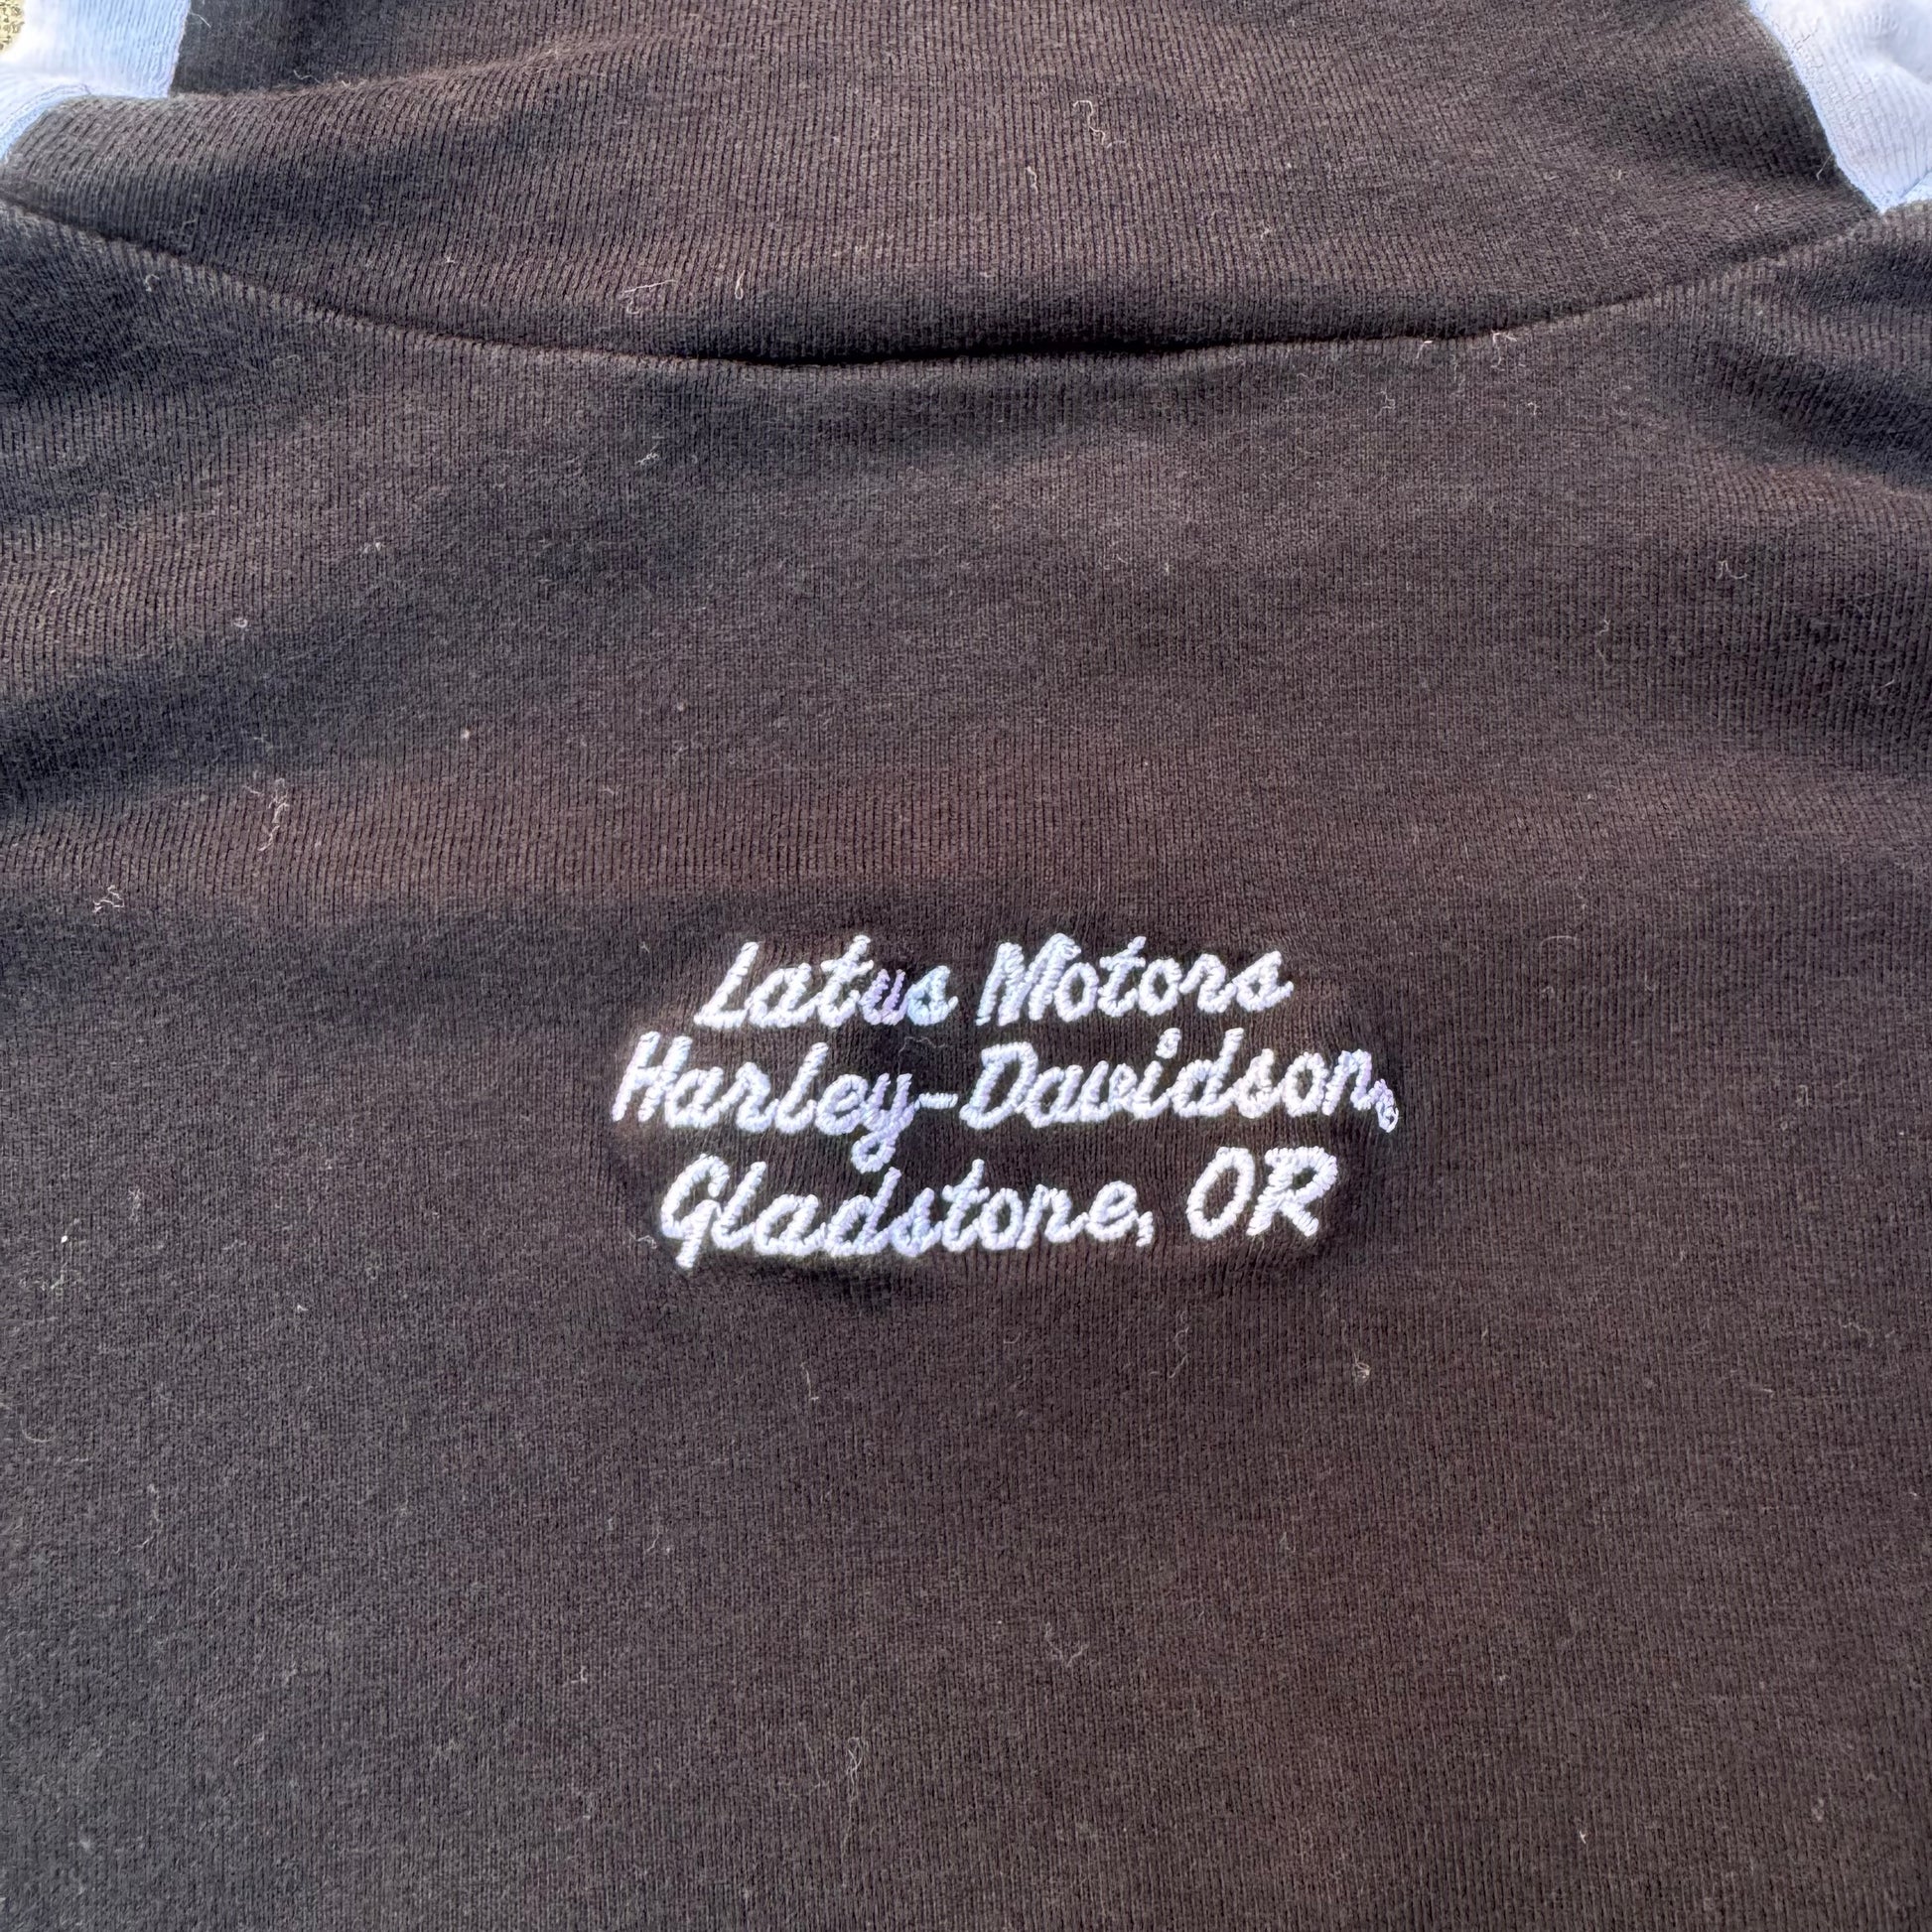 Latus Motors
Harley-Davidson®
Gladstone, OR